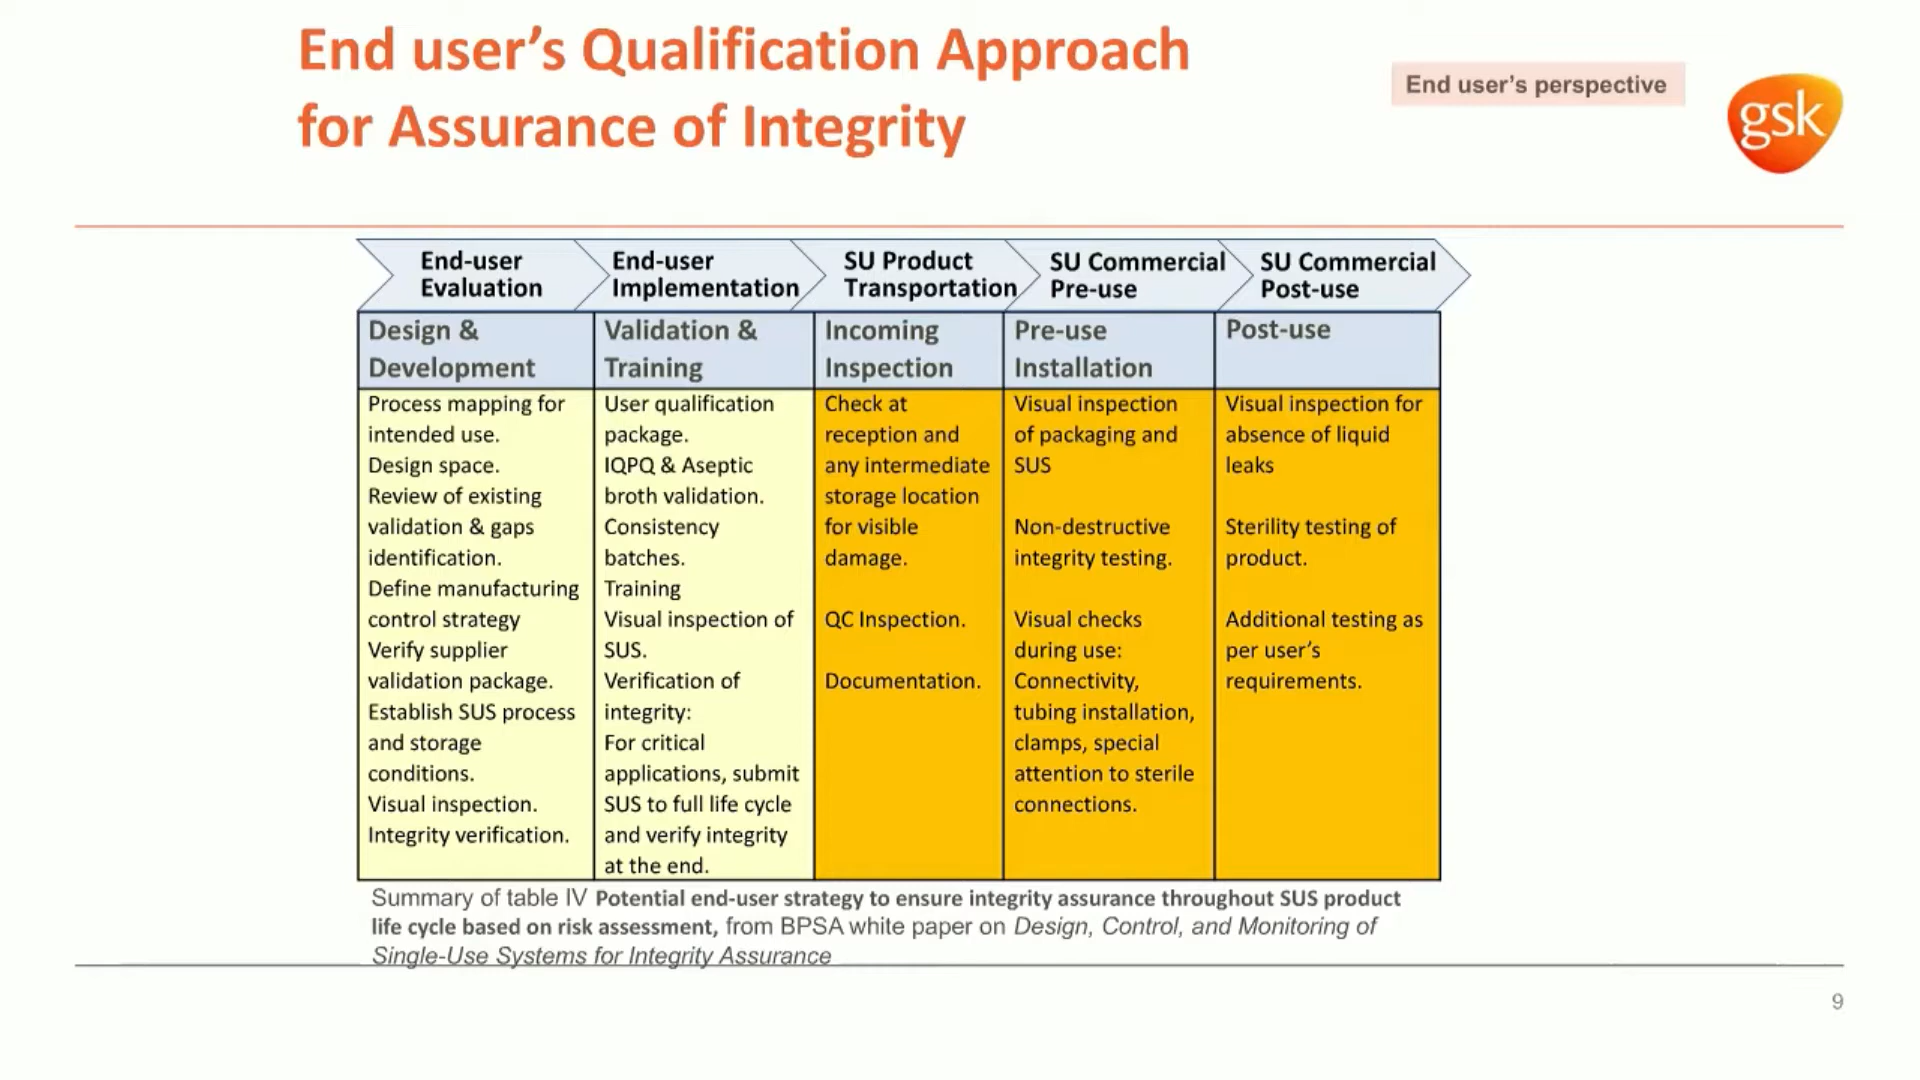 End user’s Qualification Approach
for Assurance of Integrity
End user’s perspective
gsk
End-user
Evaluation
End-user
Implementation
SU Product
Transportation
SU Commercial
Pre-use
SU Commercial
Post-use
Design &
Development
Validation &
Training
Incoming
Inspection
Pre-use
Installation
Post-use
Process mapping for
intended use.
Design space.
Review of existing
validation & gaps
identification.
Define manufacturing
control strategy
Verify supplier
validation package.
Establish SUS process
and storage
conditions.
Visual inspection.
Integrity verification.
User qualification
package.
IQPQ & Aseptic
broth validation.
Consistency
batches.
Training
Visual inspection of
SUS.
Verification of
integrity:
For critical
applications, submit
SUS to full life cycle
and verify integrity
at the end.
Check at
reception and
any intermediate
storage location
for visible
damage.
QC Inspection.
Documentation.
Visual inspection
of packaging and
SUS
Non-destructive
integrity testing.
Visual checks
during use:
Connectivity,
tubing installation,
clamps, special
attention to sterile
connections.
Visual inspection for
absence of liquid
leaks
Sterility testing of
product.
Additional testing as
per user’s
requirements.
Summary of table IV Potential end-user strategy to ensure integrity assurance throughout SUS product
life cycle based on risk assessment, from BPSA white paper on Design, Control, and Monitoring of
Single-Use Systems for Integrity Assurance
9